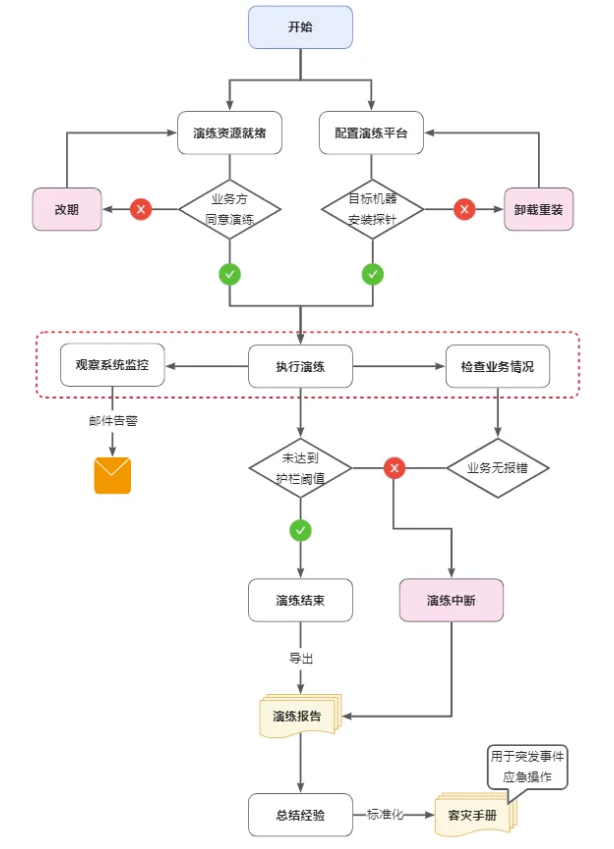 开始
演练资源就绪
配置演练平台
改期
业务方
同意演练
目标机器
安装探针
卸载重装
观察系统监控
执行演练
检查业务情况
邮件告警
未达到
护栏阈值
业务无报错
演练结束
演练中断
导出
演练报告
用于突发事件
应急操作
总结经验
标准化
容灾手册